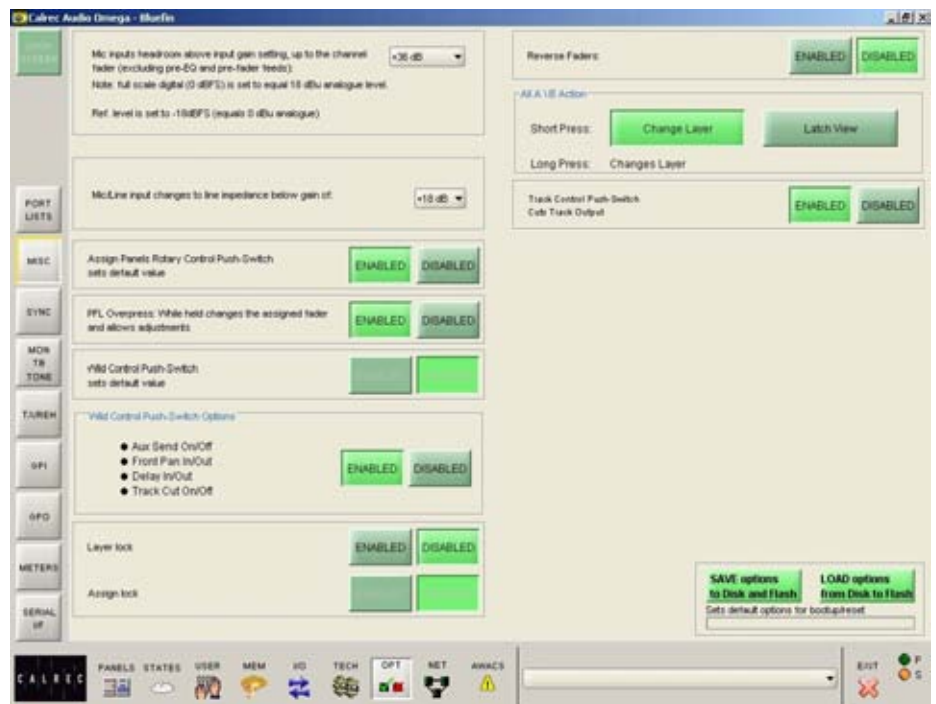 Calrec Audio Omega - Bluefin
Mic inputs headroom above input gain setting, up to the channel
fader (excluding pre-EQ and pre-fader feeds):
Note: full scale digital (0 dBFS) is set to equal 18 dBu analogue level.
Ref. level is set to -18dBFS (equals 0 dBu analogue)
+36 dB
Mic/Line input changes to line impedance below gain of:
+18 dB
Assign Panels Rotary Control Push-Switch
sets default value
ENABLED DISABLED
PFL Overpress: While held changes the assigned fader
and allows adjustments
ENABLED DISABLED
Wild Control Push-Switch
sets default value
Wild Control Push-Switch Options
● Aux Send On/Off
● Front Pan In/Out
● Delay In/Out
● Track Cut On/Off
ENABLED DISABLED
Layer lock
ENABLED DISABLED
Assign lock
Reverse Faders:
ENABLED DISABLED
All A \ B Action
Short Press: Change Layer Latch View
Long Press: Changes Layer
Track Control Push-Switch
Cuts Track Output
ENABLED DISABLED
SAVE options
to Disk and Flash
LOAD options
from Disk to Flash
Sets default options for bootup/reset
PORT
LISTS
MISC
SYNC
MON
TB
TONE
TX/REH
GPI
GPO
METERS
SERIAL
I/F
CALREC
PANELS STATES USER MEM I/O TECH OPT NET AWACS
EXIT
P
S